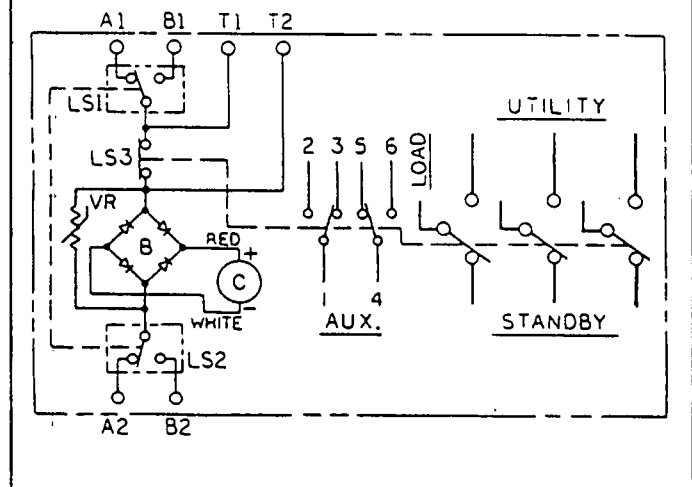 A1 B1 T1 T2
LS1
UTILITY
LS3
2 3 5 6
LOAD
VR
B
RED
+
C
-
WHITE
1
4
AUX.
STANDBY
LS2
A2 B2